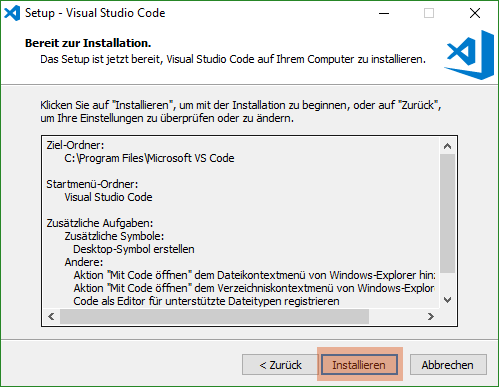 Setup - Visual Studio Code
Bereit zur Installation.
Das Setup ist jetzt bereit, Visual Studio Code auf Ihrem Computer zu installieren.
Klicken Sie auf "Installieren", um mit der Installation zu beginnen, oder auf "Zurück",
um Ihre Einstellungen zu überprüfen oder zu ändern.
Ziel-Ordner:
C:\Program Files\Microsoft VS Code
Startmenü-Ordner:
Visual Studio Code
Zusätzliche Aufgaben:
Zusätzliche Symbole:
Desktop-Symbol erstellen
Andere:
Aktion "Mit Code öffnen" dem Dateikontextmenü von Windows-Explorer hinz
Aktion "Mit Code öffnen" dem Verzeichniskontextmenü von Windows-Explor
Code als Editor für unterstützte Dateitypen registrieren
< Zurück
Installieren
Abbrechen